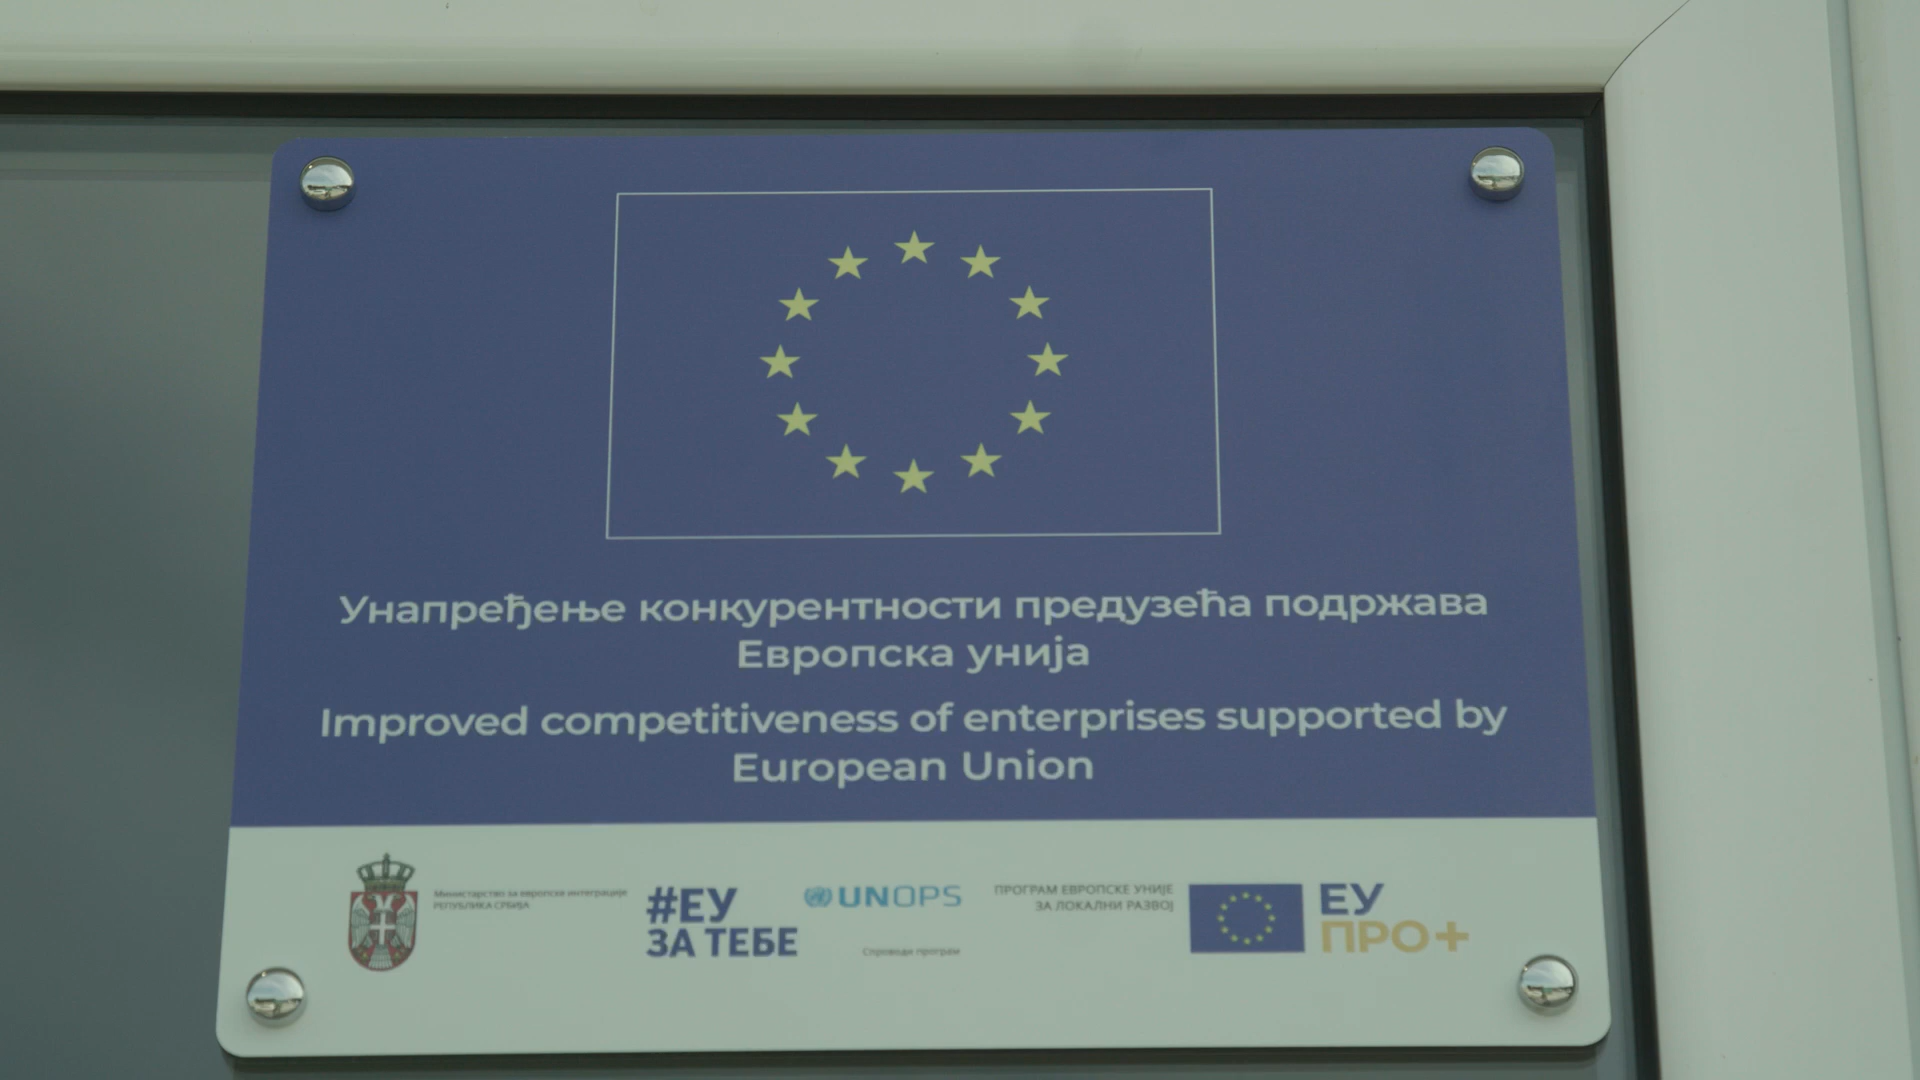 Унапређење конкурентности предузећа подржава
Европска унија
Improved competitiveness of enterprises supported by
European Union
Министарство за европске интеграције
РЕПУБЛИКА СРБИЈА
#ЕУ
ЗА ТЕБЕ
UNOPS
Спроводи програм
ПРОГРАМ ЕВРОПСКЕ УНИЈЕ
ЗА ЛОКАЛНИ РАЗВОЈ
ЕУ
ПРО+